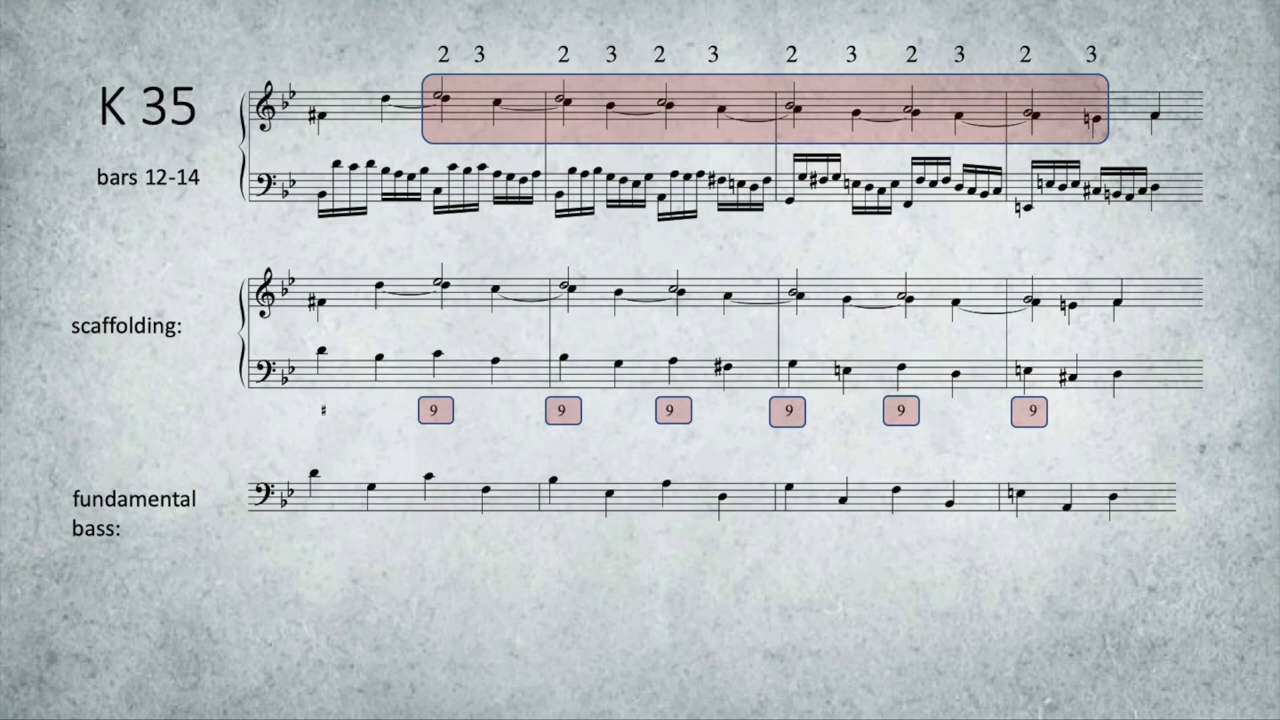 2 3 2 3 2 3 2 3 2 3 2 3
K 35
bars 12-14
scaffolding:
♯ 9 9 9 9 9 9
fundamental
bass: